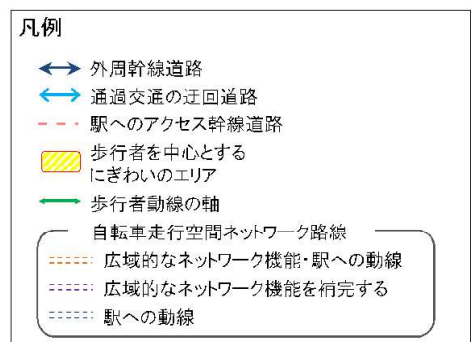 凡例
外周幹線道路
通過交通の迂回道路
駅へのアクセス幹線道路
歩行者を中心とする
にぎわいのエリア
歩行者動線の軸
自転車走行空間ネットワーク路線
広域的なネットワーク機能・駅への動線
広域的なネットワーク機能を補完する
駅への動線